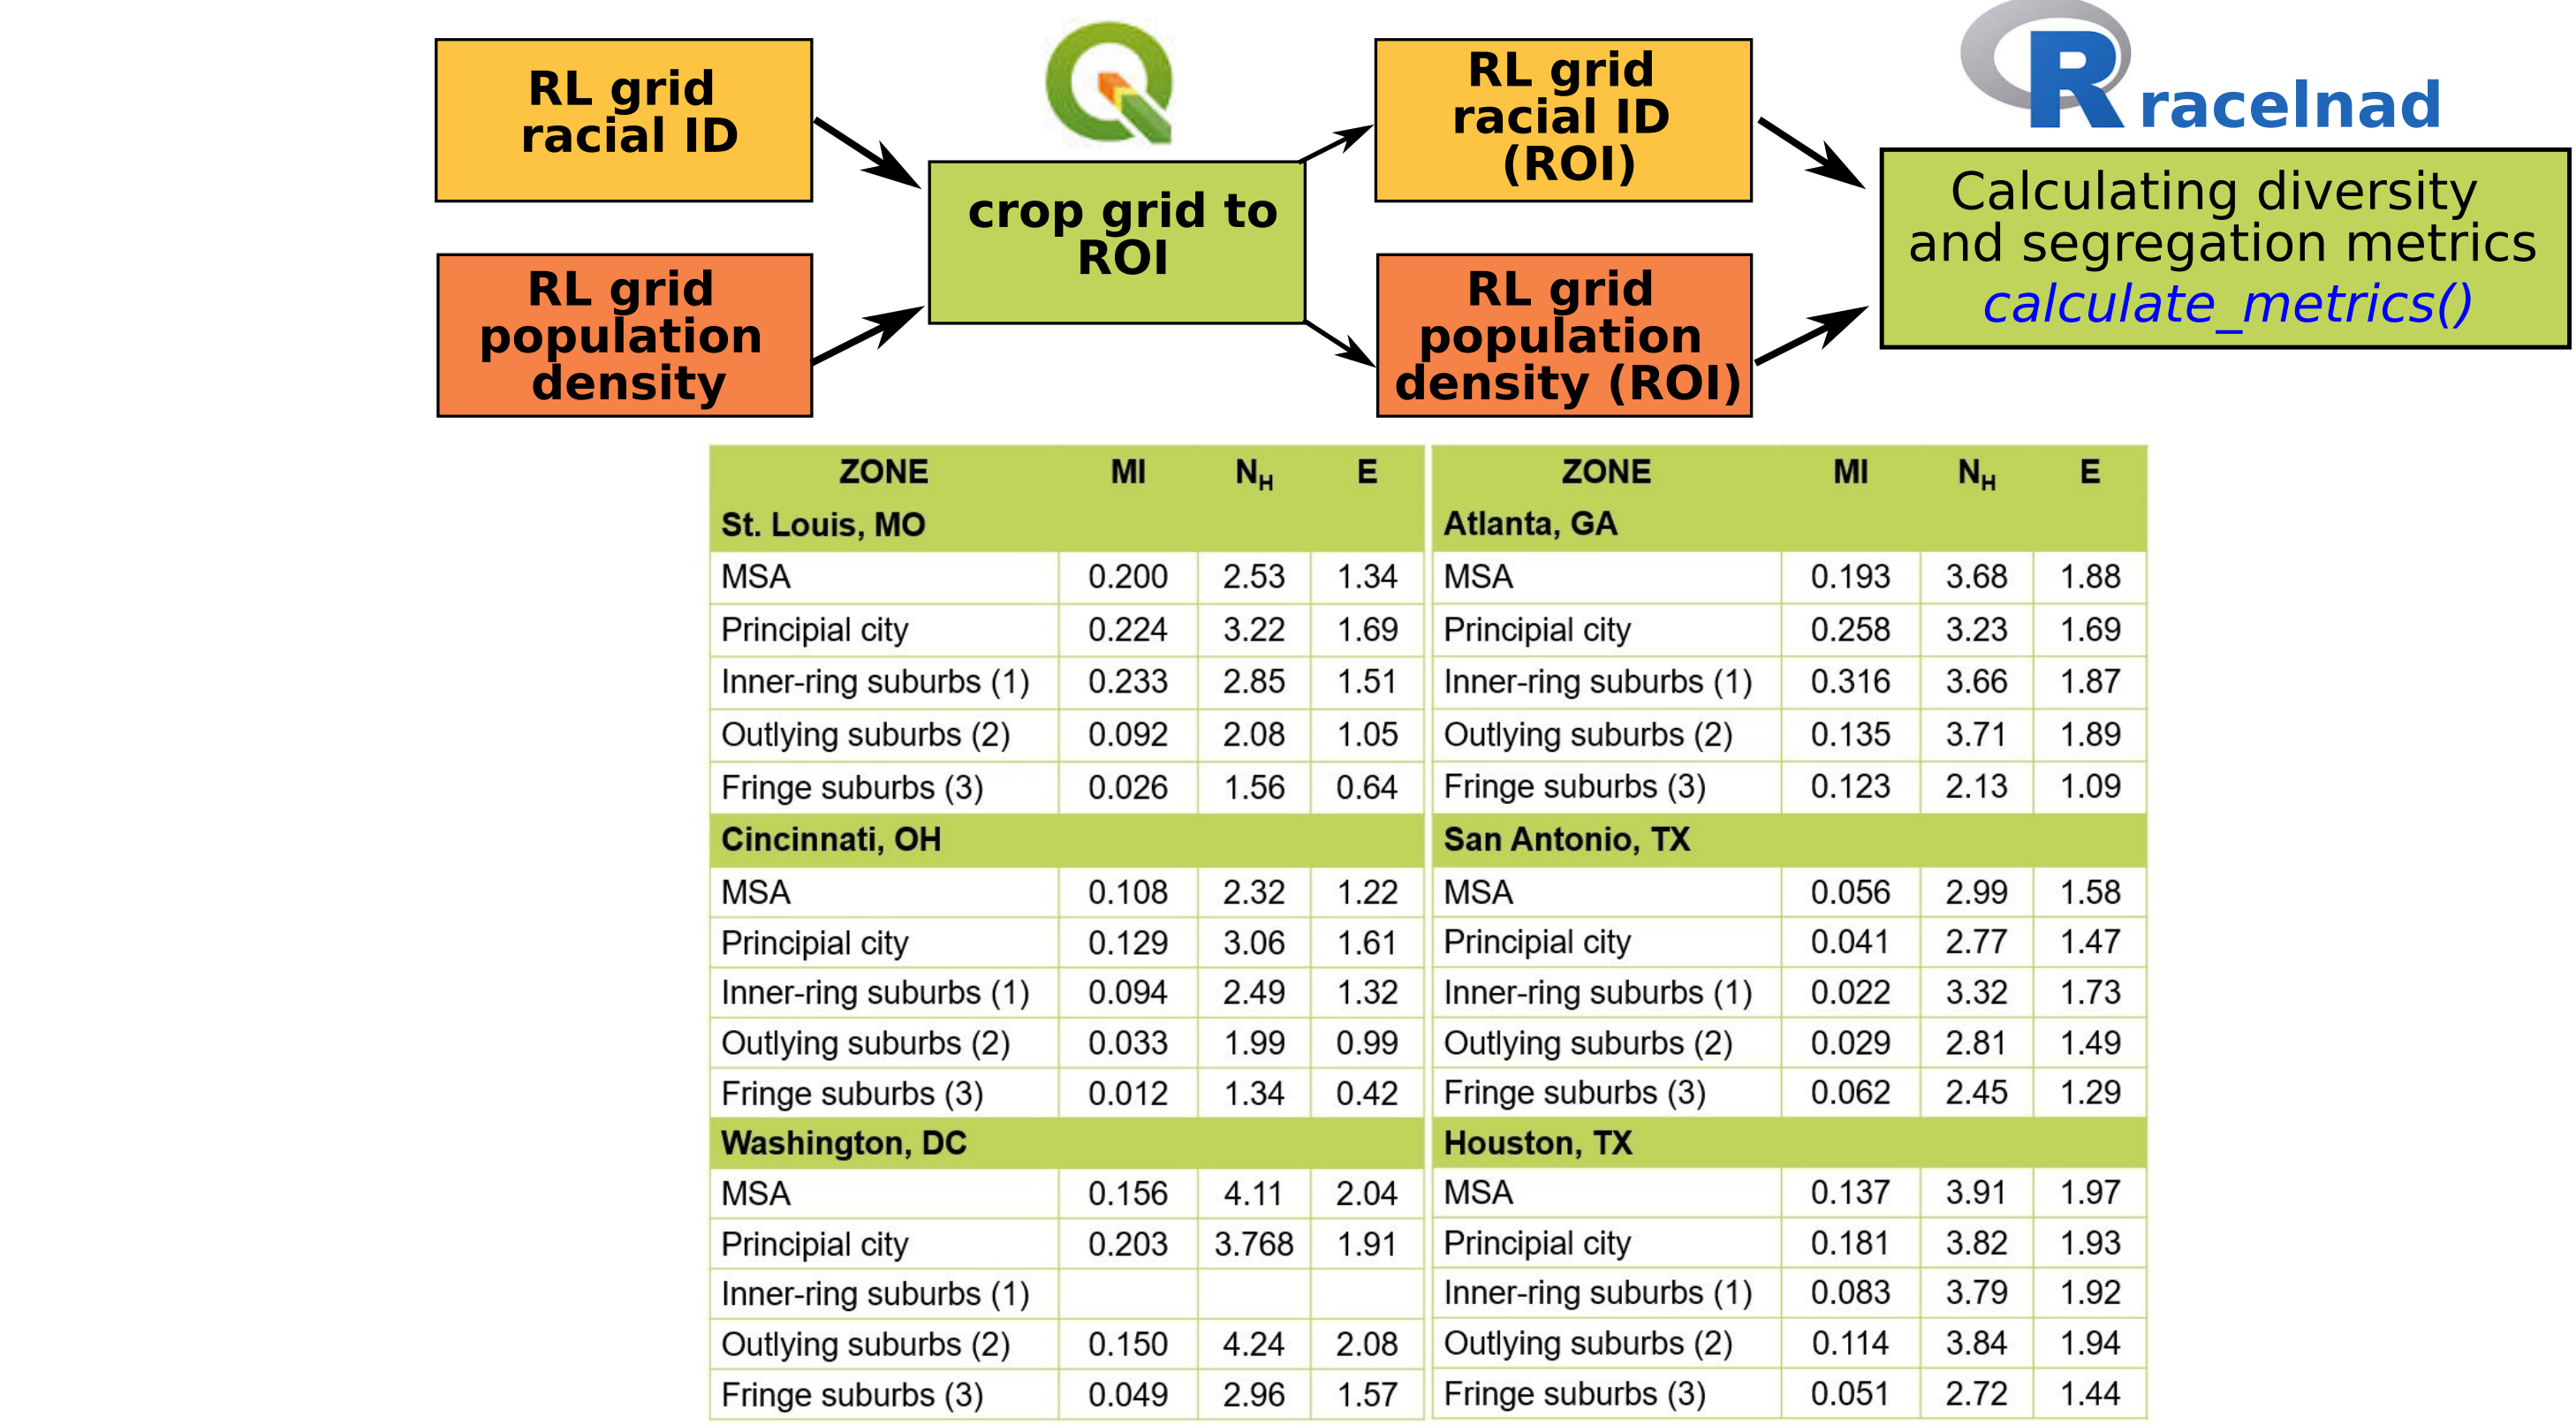 RL grid
racial ID
RL grid
population
density
crop grid to
ROI
RL grid
racial ID
(ROI)
RL grid
population
density (ROI)
R racelnad
Calculating diversity
and segregation metrics
calculate_metrics()
ZONE MI NH E
St. Louis, MO
MSA 0.200 2.53 1.34
Principial city 0.224 3.22 1.69
Inner-ring suburbs (1) 0.233 2.85 1.51
Outlying suburbs (2) 0.092 2.08 1.05
Fringe suburbs (3) 0.026 1.56 0.64
Cincinnati, OH
MSA 0.108 2.32 1.22
Principial city 0.129 3.06 1.61
Inner-ring suburbs (1) 0.094 2.49 1.32
Outlying suburbs (2) 0.033 1.99 0.99
Fringe suburbs (3) 0.012 1.34 0.42
Washington, DC
MSA 0.156 4.11 2.04
Principial city 0.203 3.768 1.91
Inner-ring suburbs (1)
Outlying suburbs (2) 0.150 4.24 2.08
Fringe suburbs (3) 0.049 2.96 1.57
ZONE MI NH E
Atlanta, GA
MSA 0.193 3.68 1.88
Principial city 0.258 3.23 1.69
Inner-ring suburbs (1) 0.316 3.66 1.87
Outlying suburbs (2) 0.135 3.71 1.89
Fringe suburbs (3) 0.123 2.13 1.09
San Antonio, TX
MSA 0.056 2.99 1.58
Principial city 0.041 2.77 1.47
Inner-ring suburbs (1) 0.022 3.32 1.73
Outlying suburbs (2) 0.029 2.81 1.49
Fringe suburbs (3) 0.062 2.45 1.29
Houston, TX
MSA 0.137 3.91 1.97
Principial city 0.181 3.82 1.93
Inner-ring suburbs (1) 0.083 3.79 1.92
Outlying suburbs (2) 0.114 3.84 1.94
Fringe suburbs (3) 0.051 2.72 1.44